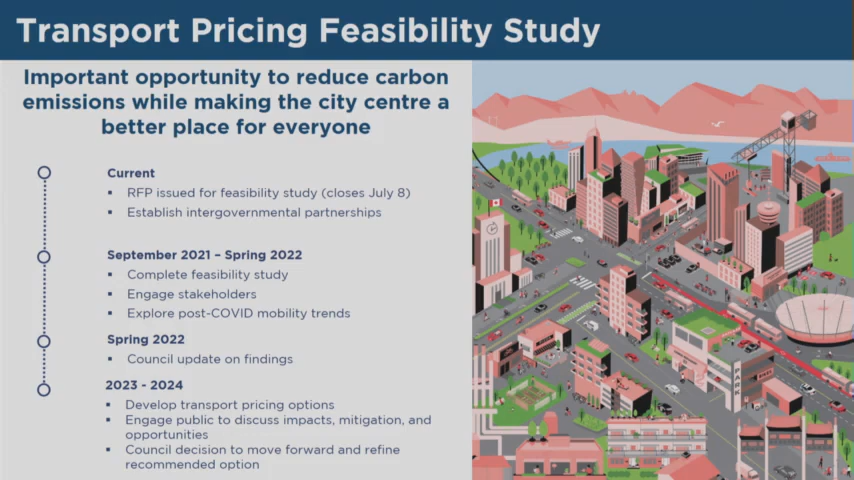 Transport Pricing Feasibility Study
Important opportunity to reduce carbon
emissions while making the city centre a
better place for everyone
Current
▪ RFP issued for feasibility study (closes July 8)
▪ Establish intergovernmental partnerships
September 2021 – Spring 2022
▪ Complete feasibility study
▪ Engage stakeholders
▪ Explore post-COVID mobility trends
Spring 2022
▪ Council update on findings
2023 - 2024
▪ Develop transport pricing options
▪ Engage public to discuss impacts, mitigation, and
opportunities
▪ Council decision to move forward and refine
recommended option
PARK